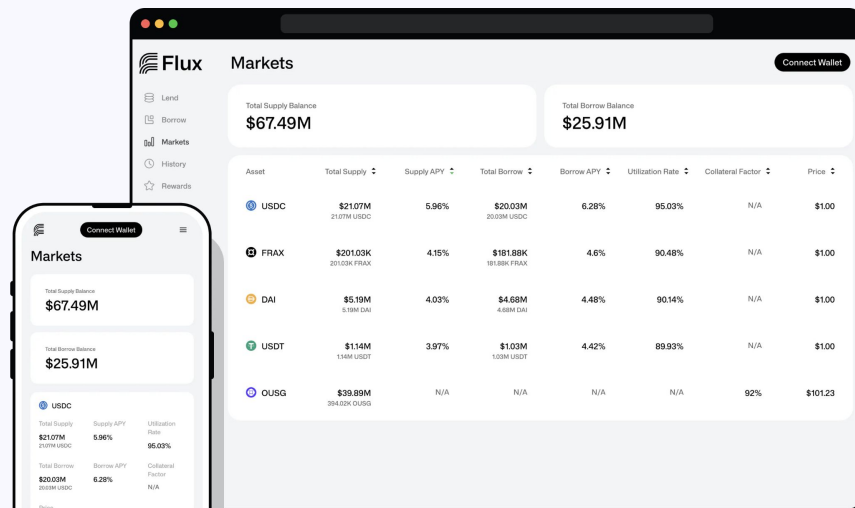 Flux
Markets
Connect Wallet
Lend
Borrow
Markets
History
Rewards
Total Supply Balance
$67.49M
Total Borrow Balance
$25.91M
Asset Total Supply Supply APY Total Borrow Borrow APY Utilization Rate Collateral Factor Price
USDC $21.07M 5.96% $20.03M 6.28% 95.03% N/A $1.00
21.07M USDC 20.03M USDC
FRAX $201.03K 4.15% $181.88K 4.6% 90.48% N/A $1.00
201.03K FRAX 181.88K FRAX
DAI $5.19M 4.03% $4.68M 4.48% 90.14% N/A $1.00
5.19M DAI 4.68M DAI
USDT $1.14M 3.97% $1.03M 4.42% 89.93% N/A $1.00
1.14M USDT 1.03M USDT
OUSG $39.89M N/A N/A N/A N/A 92% $101.23
394.02K OUSG
Connect Wallet
Markets
Total Supply Balance
$67.49M
Total Borrow Balance
$25.91M
USDC
Total Supply Supply APY Utilization
Rate
$21.07M 5.96%
21.07M USDC 95.03%
Total Borrow Borrow APY Collateral
Factor
$20.03M 6.28%
20.03M USDC N/A
Price